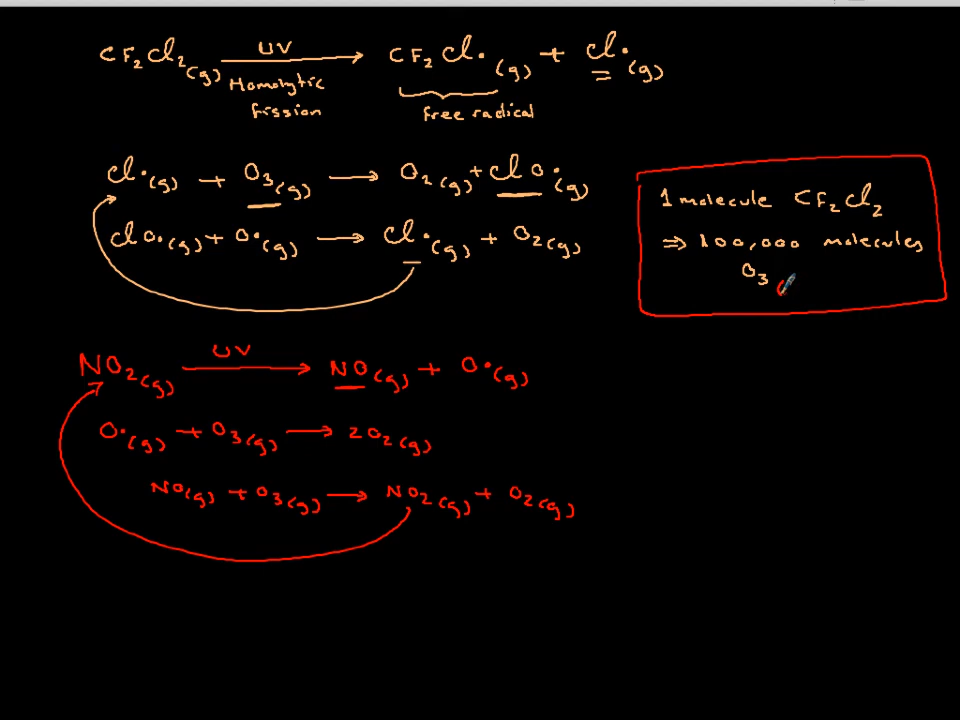 CF₂Cl₂(g) UV → CF₂Cl•(g) + Cl•(g)
Homolytic
fission
free radical
Cl•(g) + O₃(g) → O₂(g) + ClO•(g)
ClO•(g) + O•(g) → Cl•(g) + O₂(g)
1 molecule CF₂Cl₂
⇒ 100,000 molecules
O₃
NO₂(g) UV → NO(g) + O•(g)
O•(g) + O₃(g) → 2O₂(g)
NO(g) + O₃(g) → NO₂(g) + O₂(g)